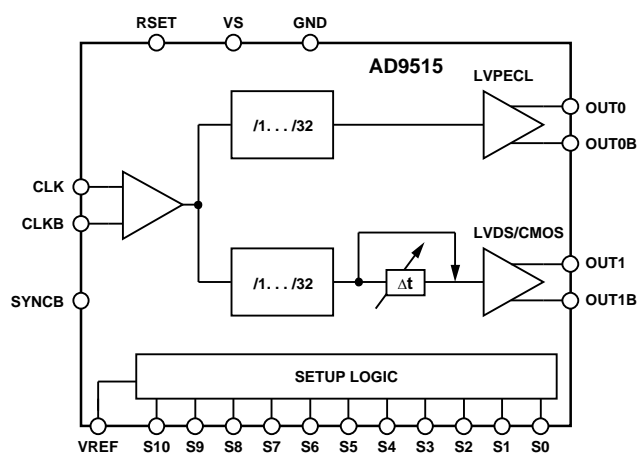 RSET VS GND
AD9515
LVPECL
/1. . . /32
OUT0
OUT0B
CLK
CLKB
LVDS/CMOS
/1. . . /32
Δt
OUT1
OUT1B
SYNCB
SETUP LOGIC
VREF S10 S9 S8 S7 S6 S5 S4 S3 S2 S1 S0